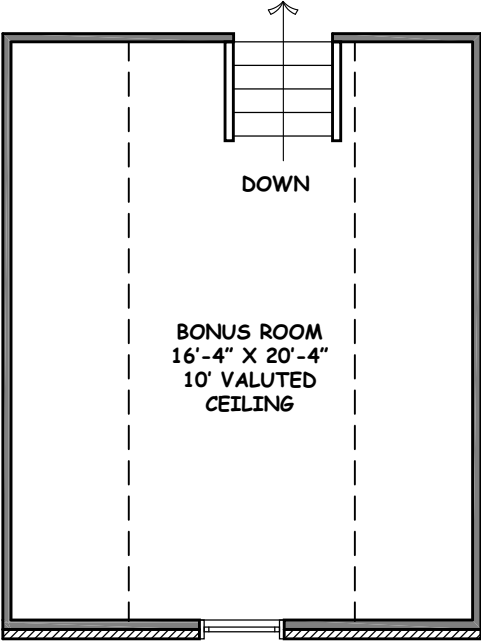 DOWN
BONUS ROOM
16'-4" X 20'-4"
10' VALUTED
CEILING